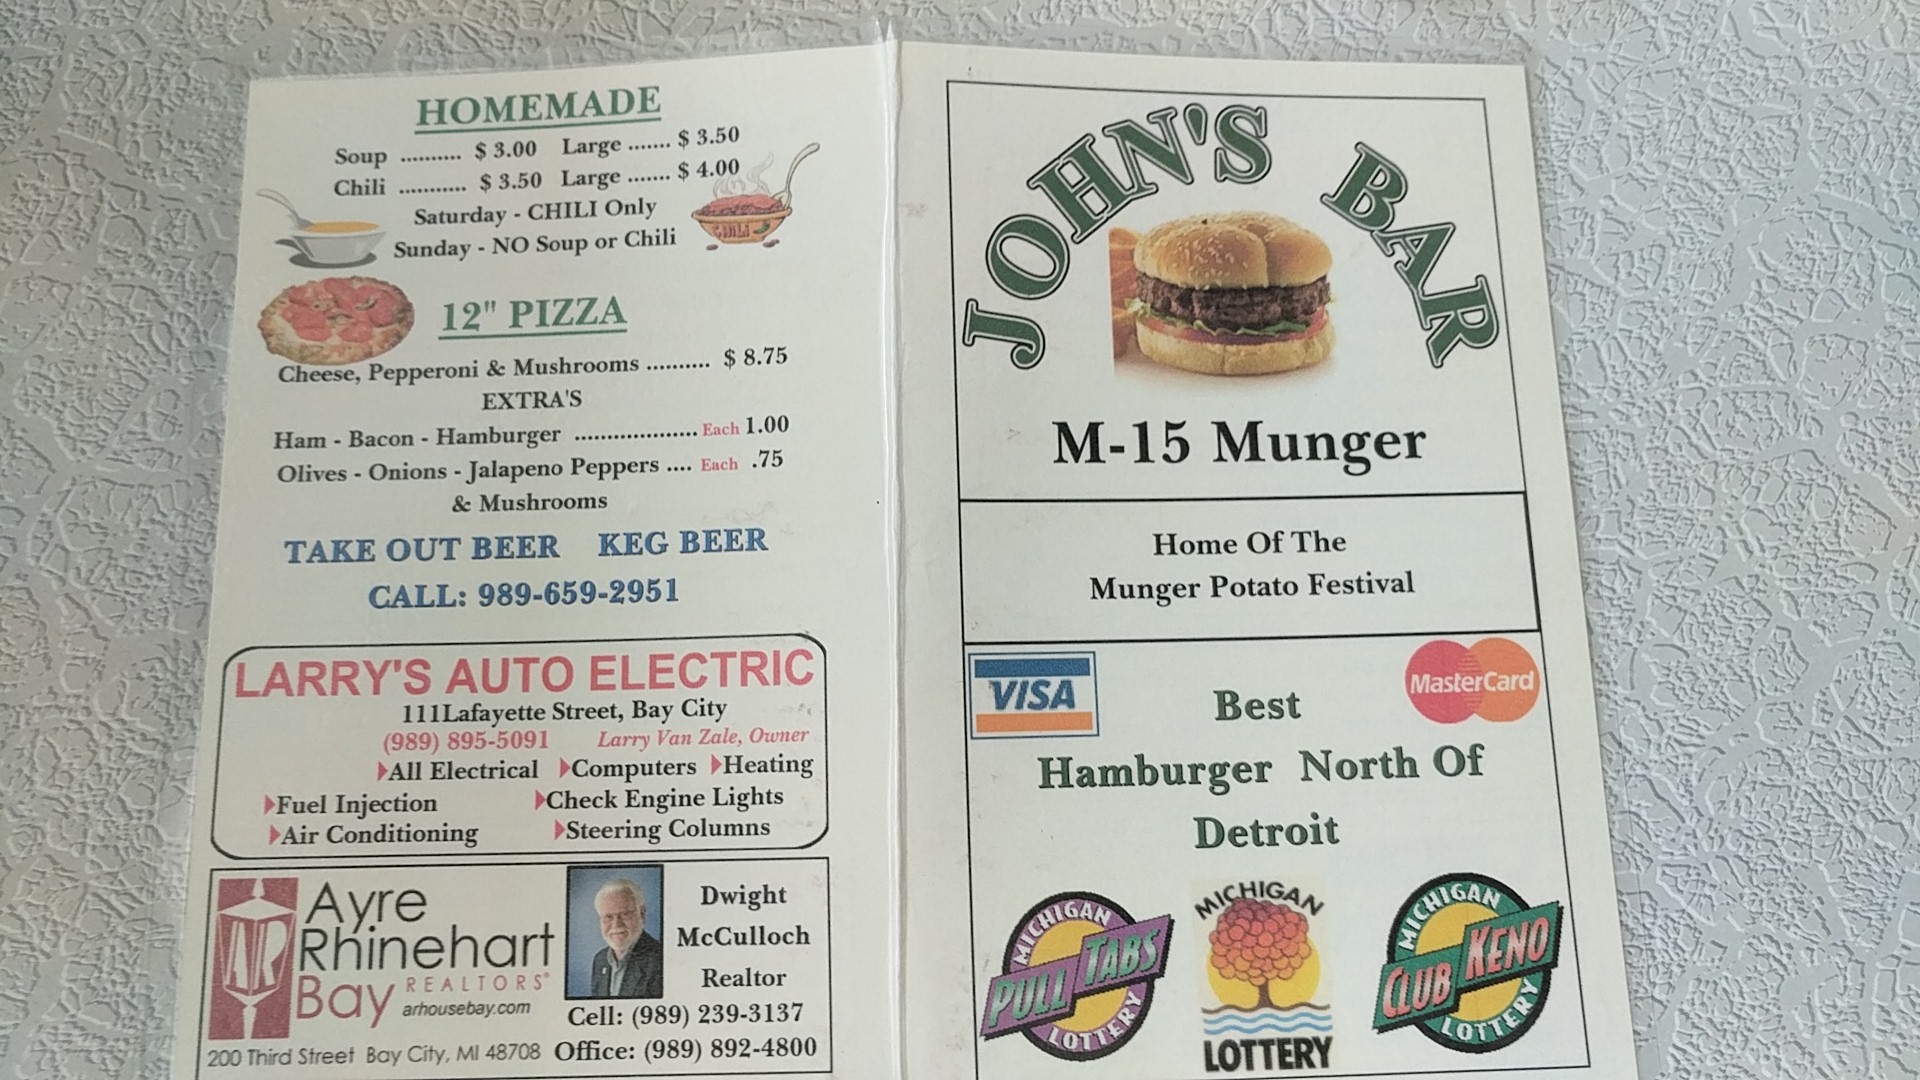 HOMEMADE
Soup .......... $ 3.00 Large ....... $ 3.50
Chili ........... $ 3.50 Large ....... $ 4.00
Saturday - CHILI Only
Sunday - NO Soup or Chili
CHILI
12" PIZZA
Cheese, Pepperoni & Mushrooms .......... $ 8.75
EXTRA'S
Ham - Bacon - Hamburger .................... Each 1.00
Olives - Onions - Jalapeno Peppers .... Each .75
& Mushrooms
TAKE OUT BEER KEG BEER
CALL: 989-659-2951
LARRY'S AUTO ELECTRIC
111Lafayette Street, Bay City
(989) 895-5091 Larry Van Zale, Owner
All Electrical Computers Heating
Fuel Injection Check Engine Lights
Air Conditioning Steering Columns
AR
Ayre
Rhinehart
Bay REALTORS®
arhousebay.com
200 Third Street Bay City, MI 48708
Dwight
McCulloch
Realtor
Cell: (989) 239-3137
Office: (989) 892-4800
JOHN'S BAR
M-15 Munger
Home Of The
Munger Potato Festival
VISA
MasterCard
Best
Hamburger North Of
Detroit
MICHIGAN
PULL TABS
LOTTERY
MICHIGAN
LOTTERY
MICHIGAN
CLUB KENO
LOTTERY